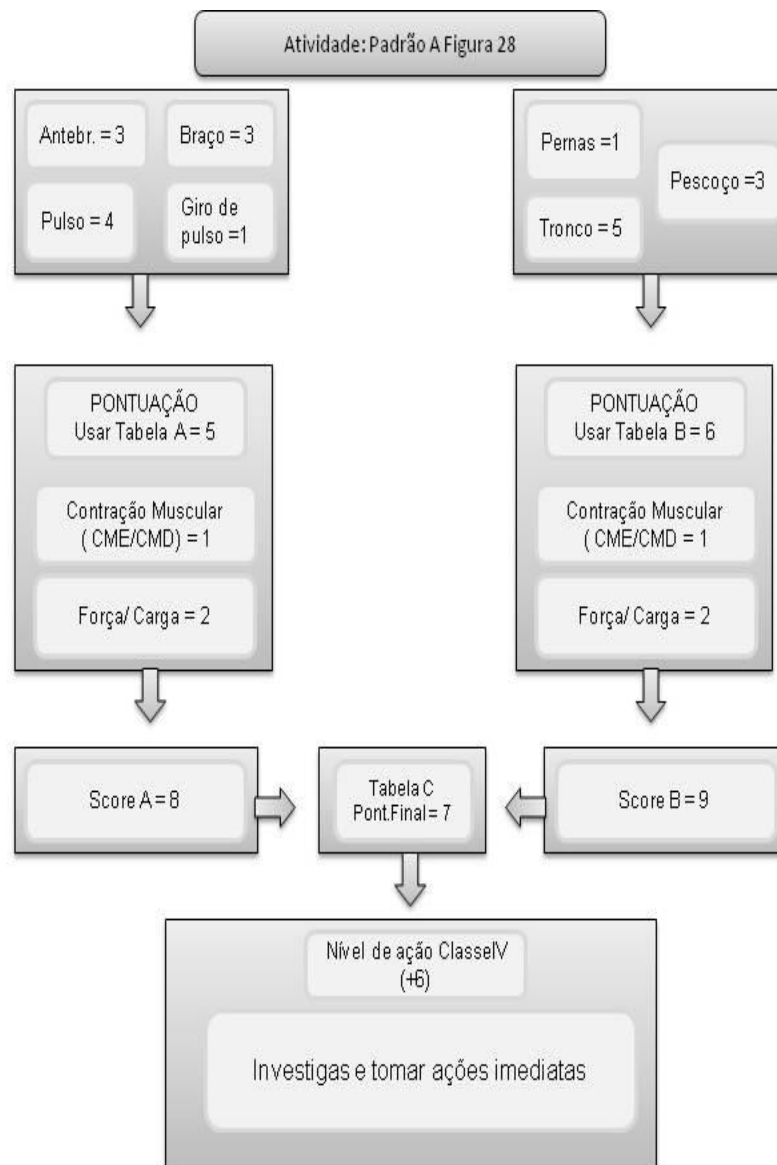 Atividade: Padrão A Figura 28
Antebr. = 3
Braço = 3
Pulso = 4
Giro de
pulso =1
Pernas =1
Pescoço =3
Tronco = 5
PONTUAÇÃO
Usar Tabela A = 5
Contração Muscular
( CME/CMD) = 1
Força/ Carga = 2
PONTUAÇÃO
Usar Tabela B = 6
Contração Muscular
( CME/CMD = 1
Força/ Carga = 2
Score A = 8
Tabela C
Pont.Final = 7
Score B = 9
Nível de ação ClasseIV
(+6)
Investigas e tomar ações imediatas